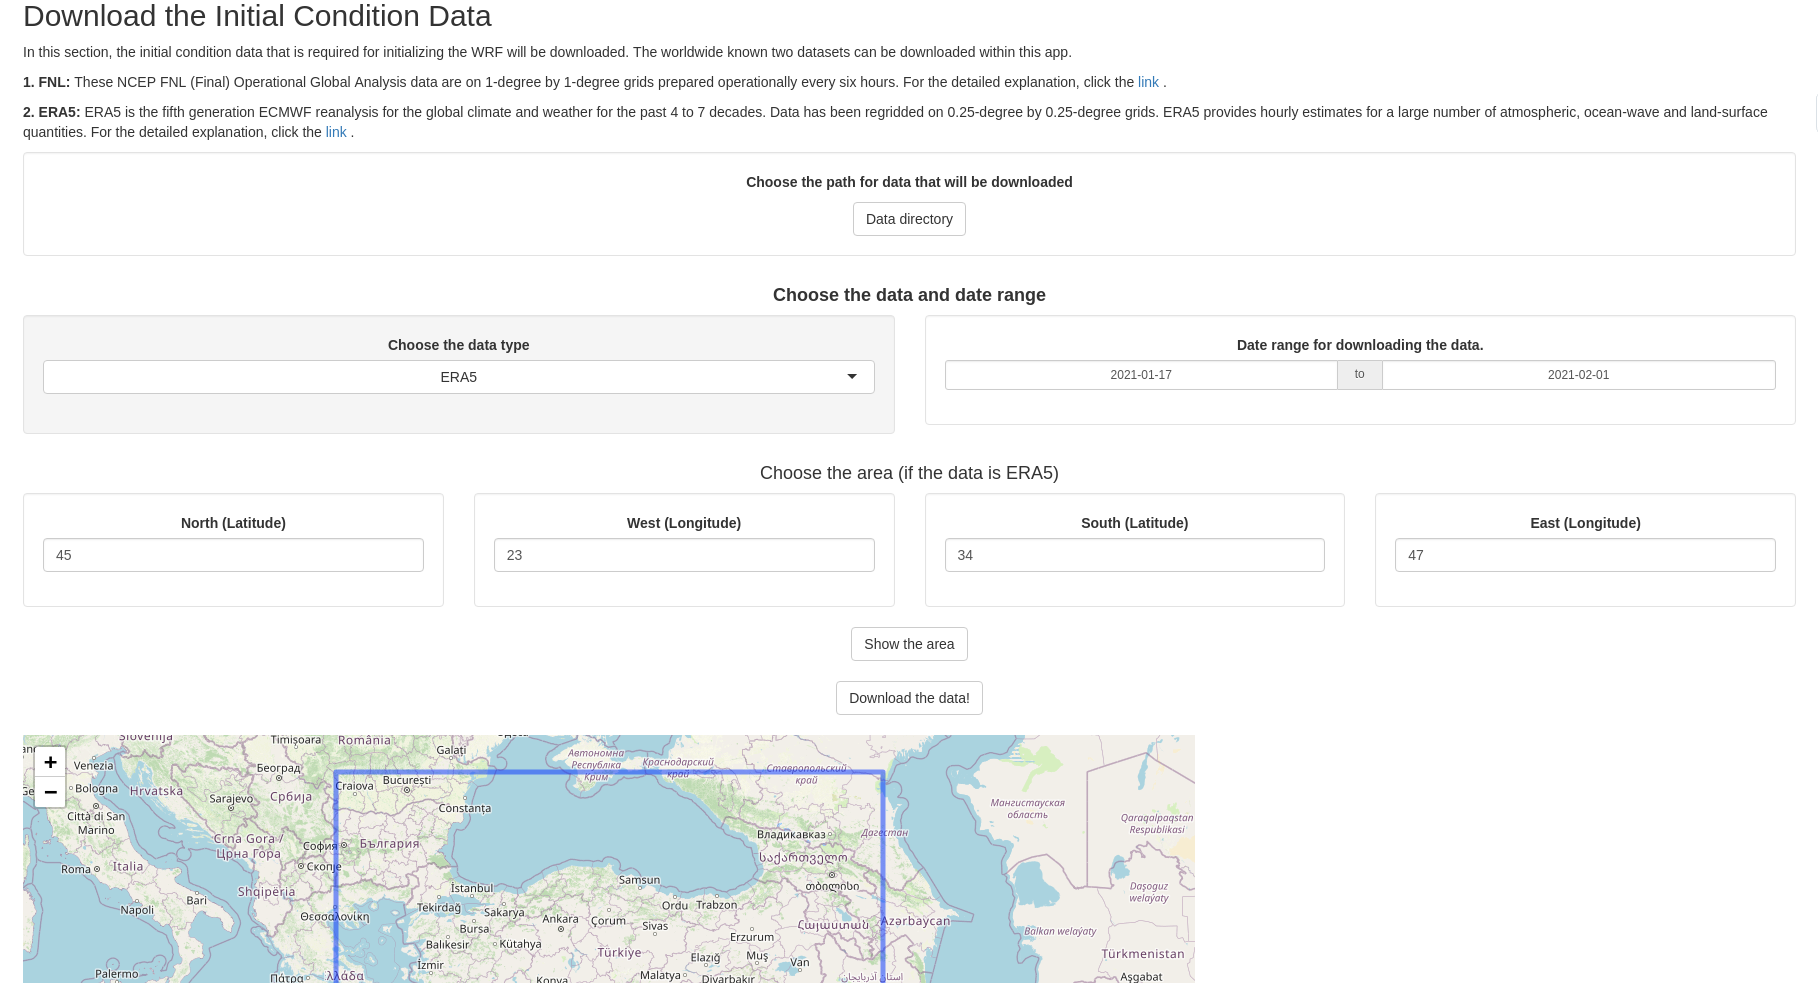 Download the Initial Condition Data
In this section, the initial condition data that is required for initializing the WRF will be downloaded. The worldwide known two datasets can be downloaded within this app.
1. FNL: These NCEP FNL (Final) Operational Global Analysis data are on 1-degree by 1-degree grids prepared operationally every six hours. For the detailed explanation, click the link .
2. ERA5: ERA5 is the fifth generation ECMWF reanalysis for the global climate and weather for the past 4 to 7 decades. Data has been regridded on 0.25-degree by 0.25-degree grids. ERA5 provides hourly estimates for a large number of atmospheric, ocean-wave and land-surface
quantities. For the detailed explanation, click the link .
Choose the path for data that will be downloaded
Data directory
Choose the data and date range
Choose the data type
ERA5
Date range for downloading the data.
2021-01-17 to 2021-02-01
Choose the area (if the data is ERA5)
North (Latitude)
45
West (Longitude)
23
South (Latitude)
34
East (Longitude)
47
Show the area
Download the data!
+
−
Slovenija
Timișoara
România
Galați
Автономна
Республіка
Крим
Краснодарский
край
Ставропольский
край
Venezia
Београд
București
Craiova
Bologna
Hrvatska
Sarajevo
Србија
Constanța
Мангистауская
область
Città di San
Marino
Qaraqalpaqstan
Respublikasi
Crna Gora /
Црна Гора
София
България
Владикавказ
Дагестан
Italia
Скопје
საქართველო
Roma
თბილისი
Shqipëria
İstanbul
Samsun
Daşoguz
welaýaty
Bari
Napoli
Θεσσαλονίκη
Tekirdağ
Sakarya
Ordu
Trabzon
Ankara
Çorum
Azərbaycan
Bursa
Sivas
Հայաստան
Balkan welaýaty
Balıkesir
Kütahya
Erzurum
Türkiye
Türkmenistan
İzmir
Elazığ
Muş
Van
Palermo
Πάτρα
λλάδα
Konya
Malatya
Diyarbakır
استان آذربایجان
Aşgabat